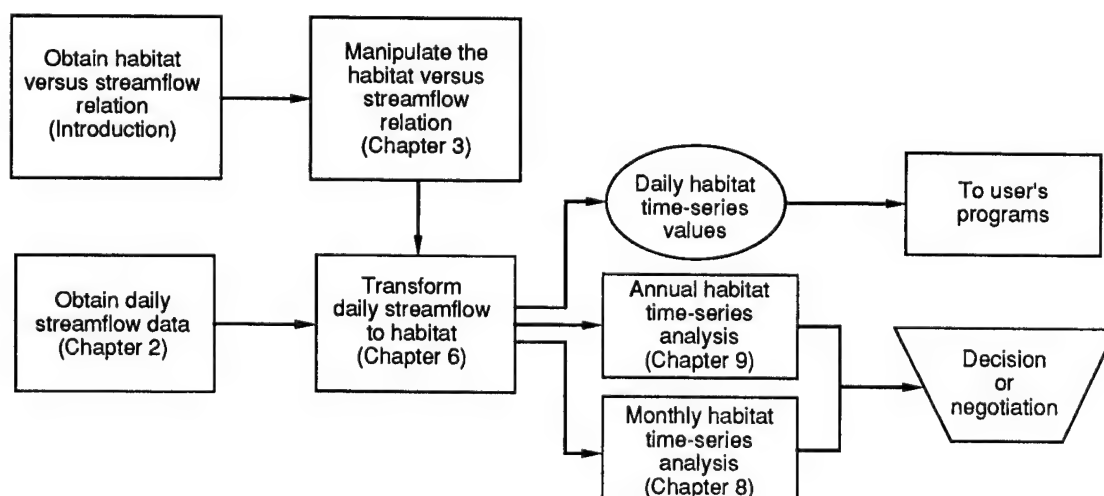 Obtain habitat
versus streamflow
relation
(Introduction)
Manipulate the
habitat versus
streamflow
relation
(Chapter 3)
Daily habitat
time-series
values
To user's
programs
Obtain daily
streamflow data
(Chapter 2)
Transform
daily streamflow
to habitat
(Chapter 6)
Annual habitat
time-series
analysis
(Chapter 9)
Decision
or
negotiation
Monthly habitat
time-series
analysis
(Chapter 8)